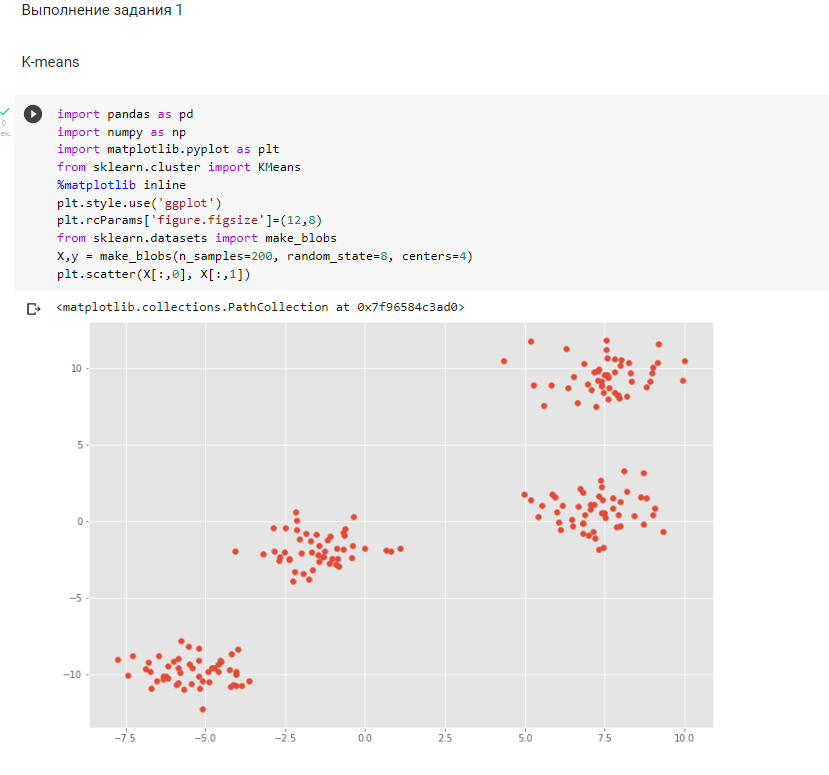 Выполнение задания 1
K-means
0
сек.
import pandas as pd
import numpy as np
import matplotlib.pyplot as plt
from sklearn.cluster import KMeans
%matplotlib inline
plt.style.use('ggplot')
plt.rcParams['figure.figsize']=(12,8)
from sklearn.datasets import make_blobs
X,y = make_blobs(n_samples=200, random_state=8, centers=4)
plt.scatter(X[:,0], X[:,1])
<matplotlib.collections.PathCollection at 0x7f96584c3ad0>
10
5
0
−5
−10
−7.5 −5.0 −2.5 0.0 2.5 5.0 7.5 10.0